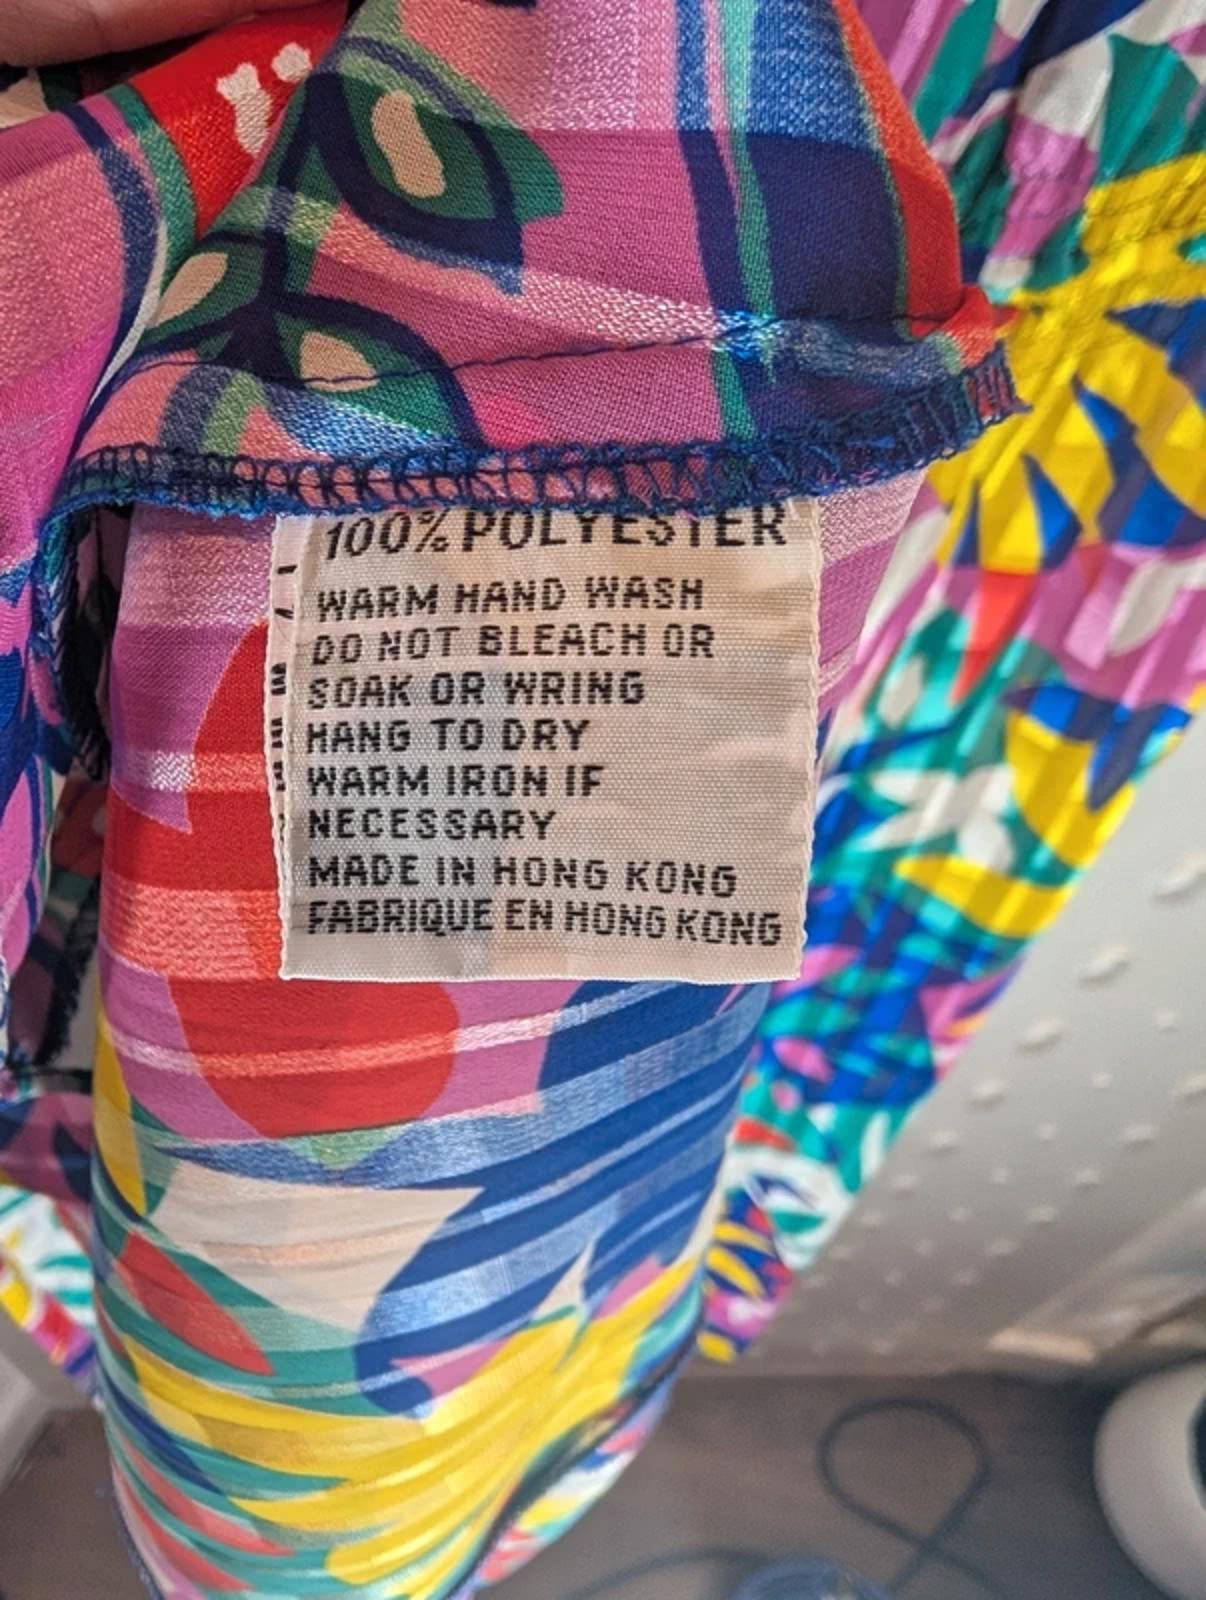 100% POLYESTER
WARM HAND WASH
DO NOT BLEACH OR
SOAK OR WRING
HANG TO DRY
WARM IRON IF
NECESSARY
MADE IN HONG KONG
FABRIQUE EN HONG KONG